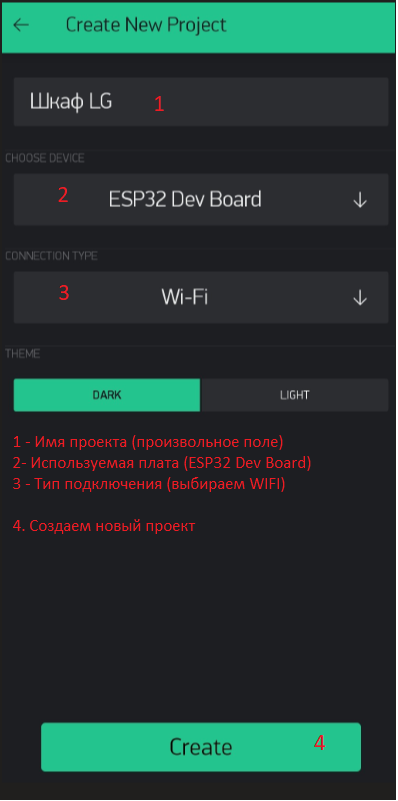 Create New Project
Шкаф LG 1
CHOOSE DEVICE
2 ESP32 Dev Board
CONNECTION TYPE
3 Wi-Fi
THEME
DARK LIGHT
1 - Имя проекта (произвольное поле)
2- Используемая плата (ESP32 Dev Board)
3 - Тип подключения (выбираем WIFI)
4. Создаем новый проект
Create 4